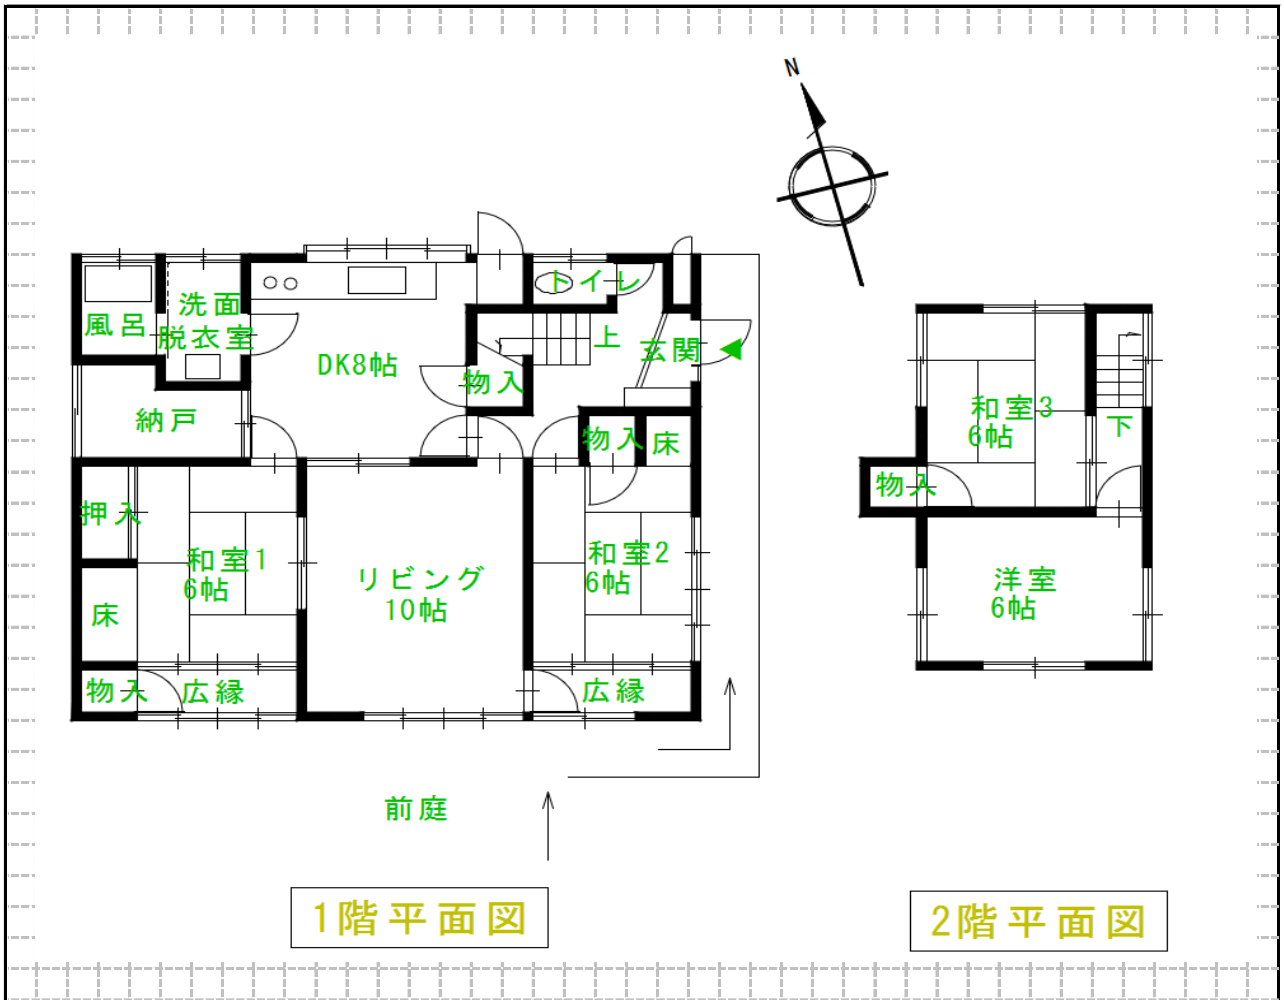 N
トイレ
洗面
脱衣室
風呂
上
玄関
DK8帖
物入
納戸
物入
床
押入
和室1
6帖
リビング
10帖
和室2
6帖
床
物入
広縁
広縁
前庭
1階平面図
和室3
6帖
下
物入
洋室
6帖
2階平面図